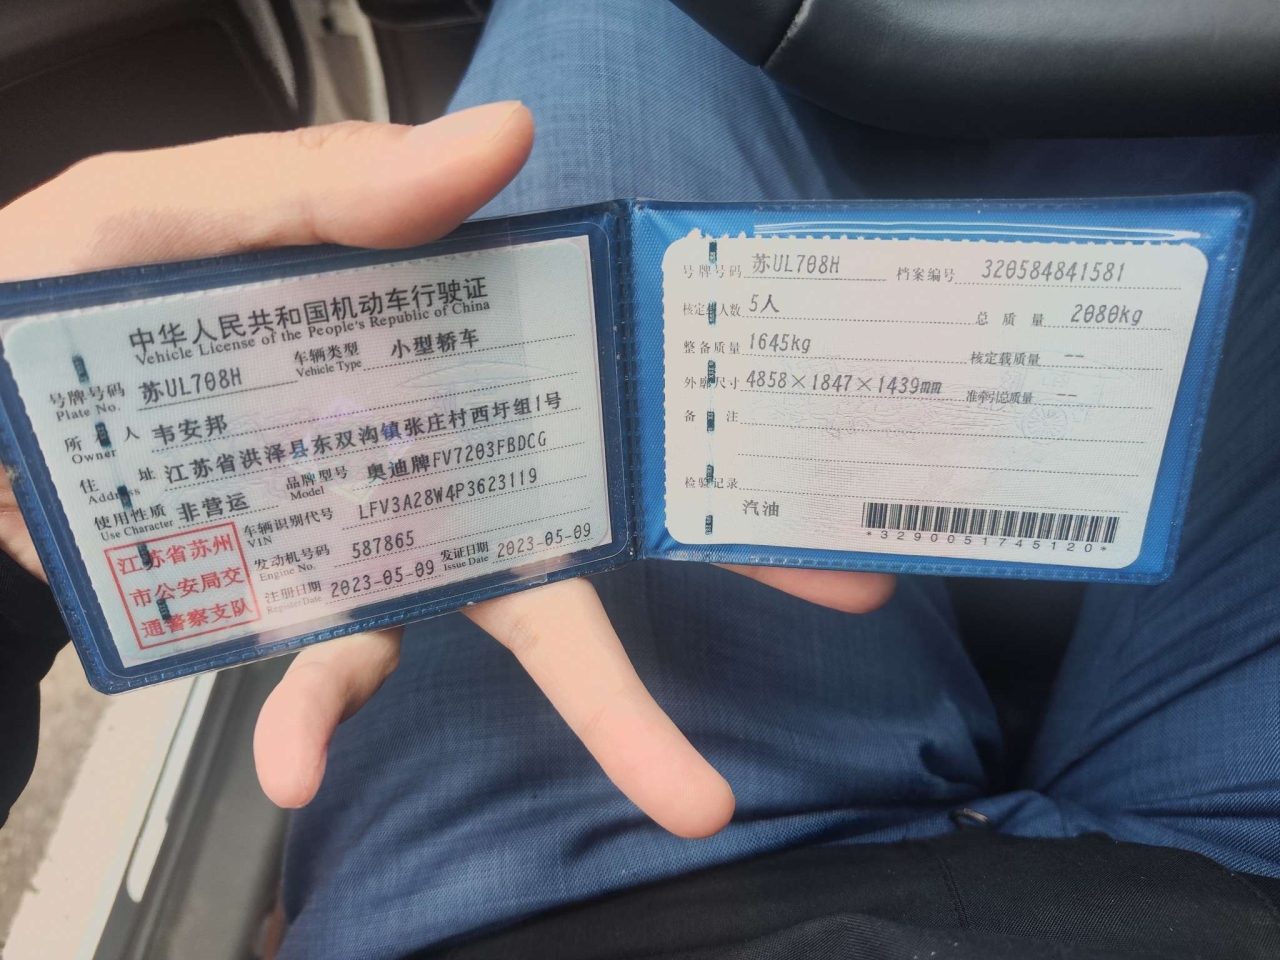 中华人民共和国机动车行驶证
Vehicle License of the People's Republic of China
号牌号码 苏UL708H 车辆类型 小型轿车
Plate No. Vehicle Type
所有人 韦安邦
Owner
住址 江苏省洪泽县东双沟镇张庄村西圩组1号
Address
使用性质 非营运 品牌型号 奥迪牌FV7203FBDCG
Use Character Model
车辆识别代号 LFV3A28W4P3623119
VIN
发动机号码 587865
Engine No.
注册日期 2023-05-09 发证日期 2023-05-09
Register Date Issue Date
江苏省苏州
市公安局交
通警察支队
号牌号码 苏UL708H 档案编号 320584841581
核定载人数 5人 总质量 2080kg
整备质量 1645kg 核定载质量 --
外廓尺寸 4858×1847×1439mm 准牵引总质量 --
备注
检验记录
汽油
*3290051745120*